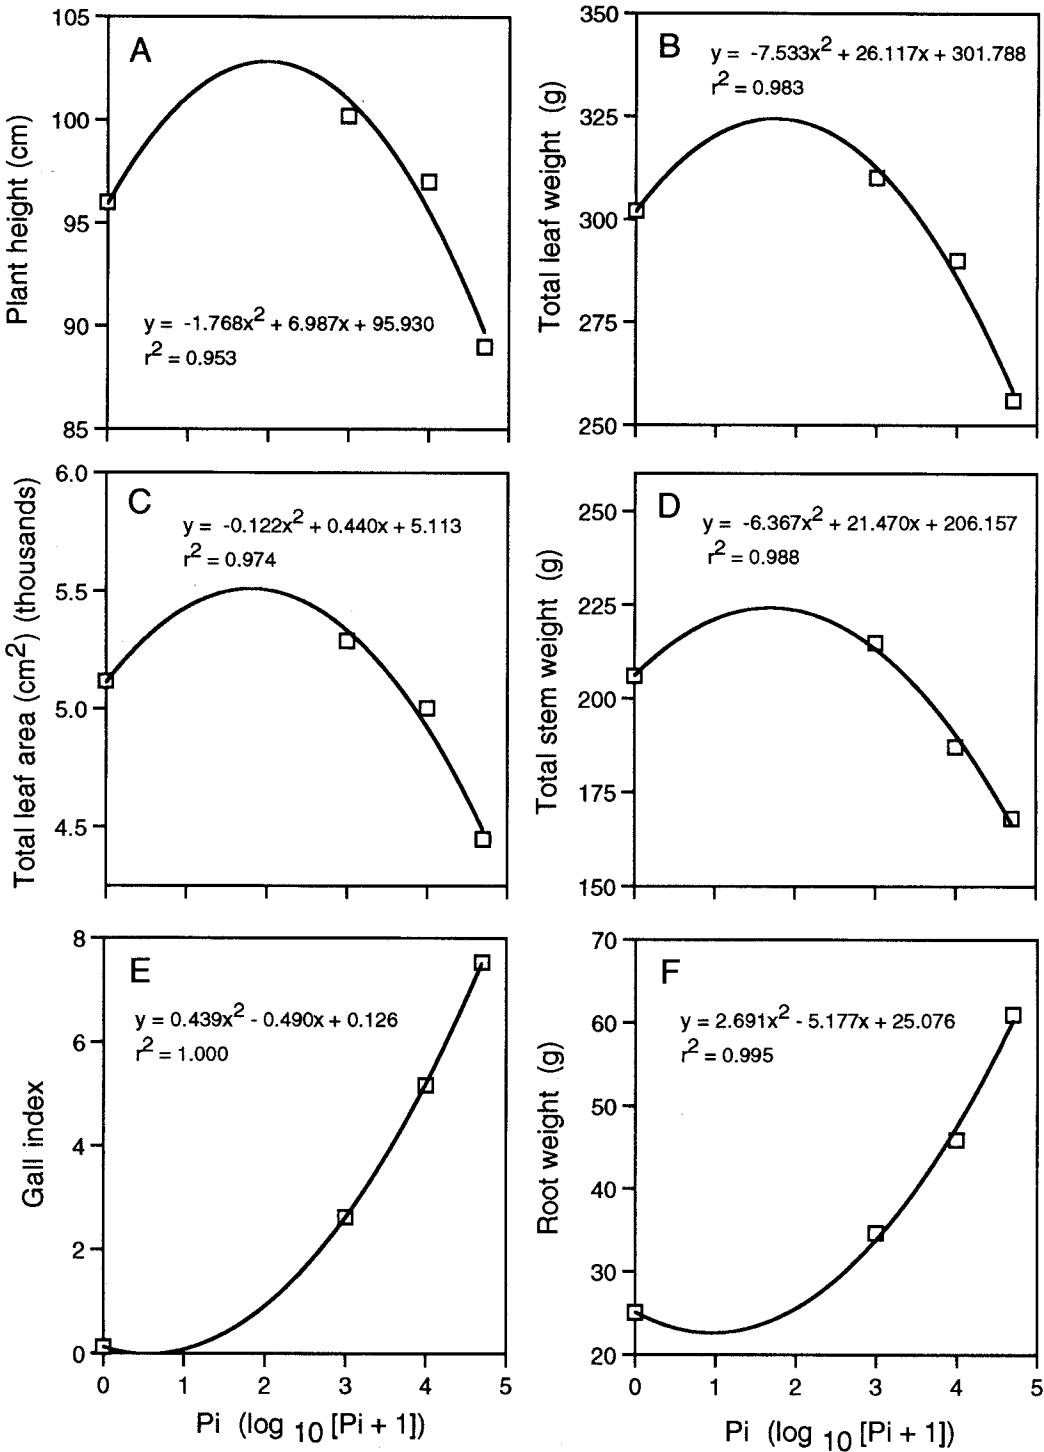 Plant height (cm)
105
100
95
90
85
A
y = -1.768x2 + 6.987x + 95.930
r2 = 0.953
Total leaf weight (g)
350
325
300
275
250
B
y = -7.533x2 + 26.117x + 301.788
r2 = 0.983
Total leaf area (cm2) (thousands)
6.0
5.5
5.0
4.5
C
y = -0.122x2 + 0.440x + 5.113
r2 = 0.974
Total stem weight (g)
250
225
200
175
150
D
y = -6.367x2 + 21.470x + 206.157
r2 = 0.988
Gall index
8
6
4
2
0
E
y = 0.439x2 - 0.490x + 0.126
r2 = 1.000
0 1 2 3 4 5
Pi (log 10 [Pi + 1])
Root weight (g)
70
60
50
40
30
20
F
y = 2.691x2 - 5.177x + 25.076
r2 = 0.995
0 1 2 3 4 5
Pi (log 10 [Pi + 1])